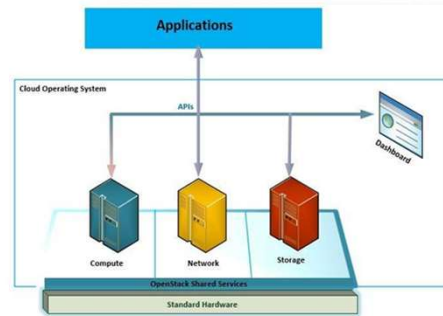 Applications
Cloud Operating System
APIs
Dashboard
Compute
Network
Storage
OpenStack Shared Services
Standard Hardware